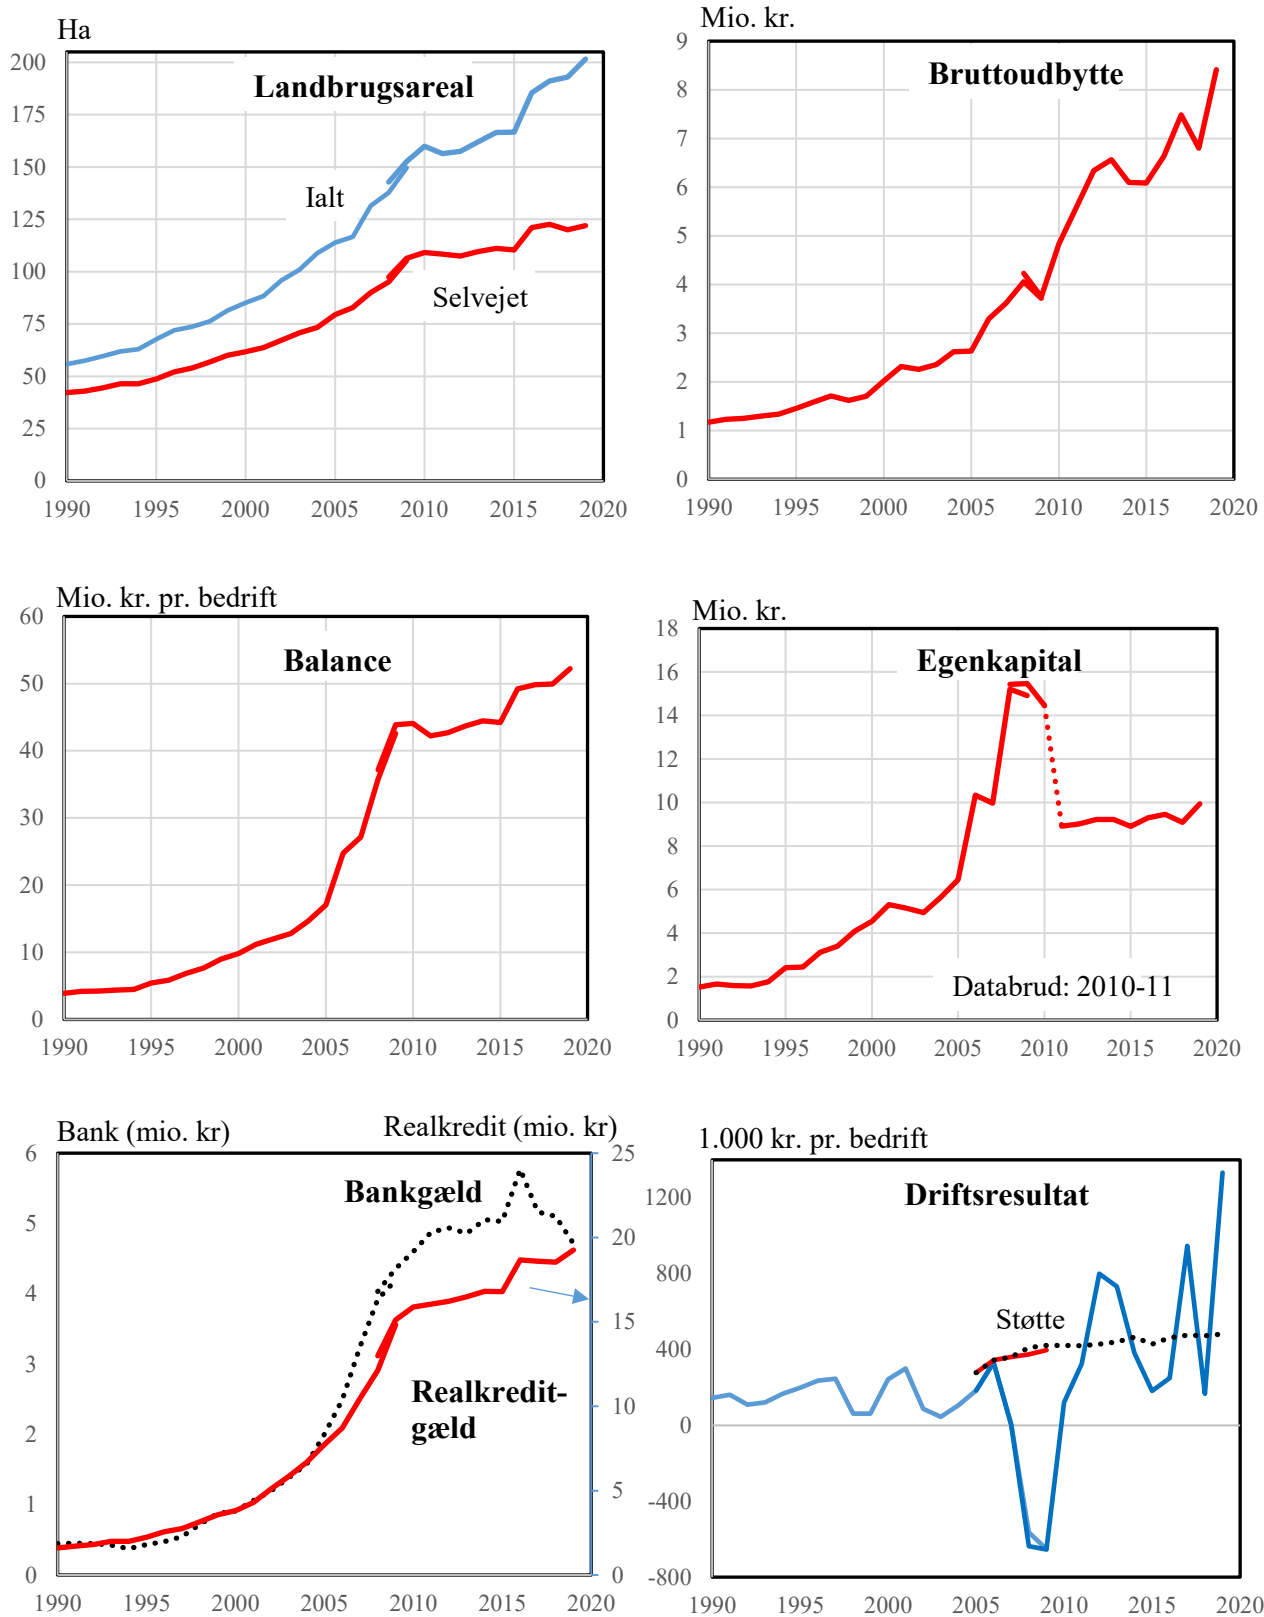 Ha
Landbrugsareal
Ialt
Selvejet
200
175
150
125
100
75
50
25
0
1990 1995 2000 2005 2010 2015 2020
Mio. kr.
Bruttoudbytte
9
8
7
6
5
4
3
2
1
0
1990 1995 2000 2005 2010 2015 2020
Mio. kr. pr. bedrift
Balance
60
50
40
30
20
10
0
1990 1995 2000 2005 2010 2015 2020
Mio. kr.
Egenkapital
18
16
14
12
10
8
6
4
2
0
Databrud: 2010-11
1990 1995 2000 2005 2010 2015 2020
Bank (mio. kr)
Realkredit (mio. kr)
Bankgæld
Realkredit-
gæld
6
5
4
3
2
1
0
25
20
15
10
5
0
1990 1995 2000 2005 2010 2015 2020
1.000 kr. pr. bedrift
Driftsresultat
Støtte
1200
800
400
0
-400
-800
1990 1995 2000 2005 2010 2015 2020